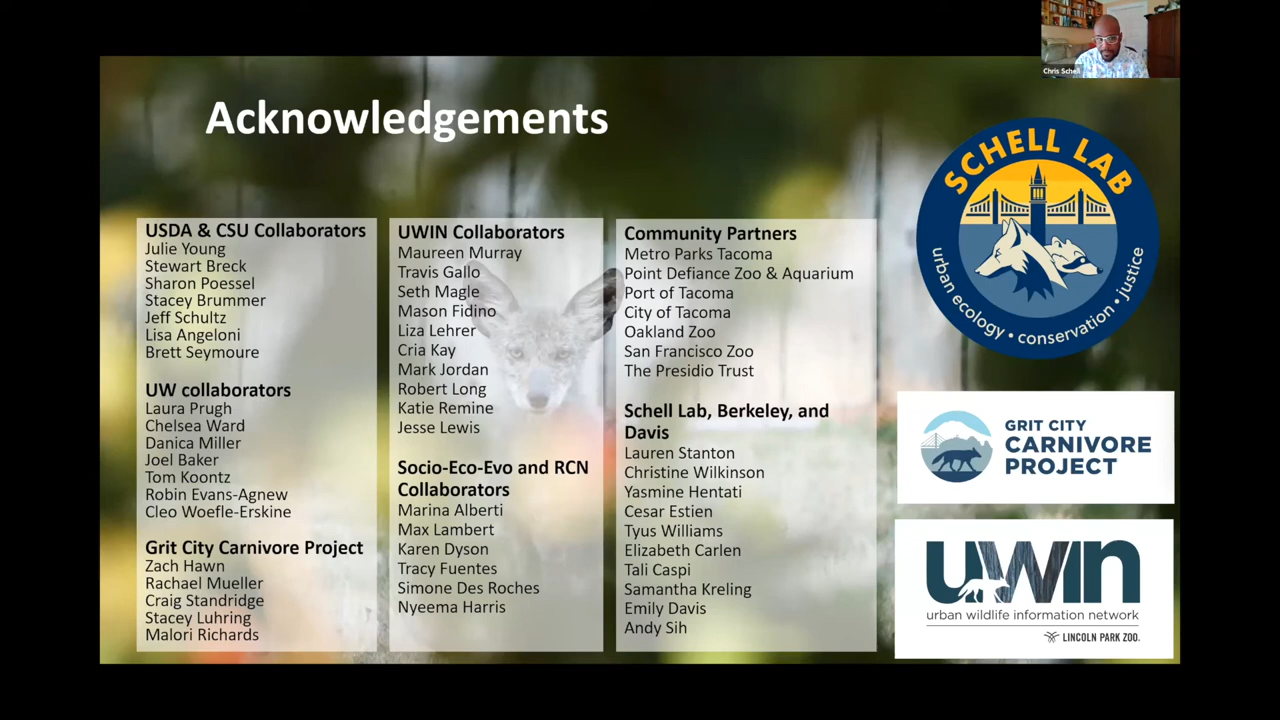 Chris Schell
Acknowledgements
USDA & CSU Collaborators
Julie Young
Stewart Breck
Sharon Poessel
Stacey Brummer
Jeff Schultz
Lisa Angeloni
Brett Seymoure
UW collaborators
Laura Prugh
Chelsea Ward
Danica Miller
Joel Baker
Tom Koontz
Robin Evans-Agnew
Cleo Woefle-Erskine
Grit City Carnivore Project
Zach Hawn
Rachael Mueller
Craig Standridge
Stacey Luhring
Malori Richards
UWIN Collaborators
Maureen Murray
Travis Gallo
Seth Magle
Mason Fidino
Liza Lehrer
Cria Kay
Mark Jordan
Robert Long
Katie Remine
Jesse Lewis
Socio-Eco-Evo and RCN
Collaborators
Marina Alberti
Max Lambert
Karen Dyson
Tracy Fuentes
Simone Des Roches
Nyeema Harris
Community Partners
Metro Parks Tacoma
Point Defiance Zoo & Aquarium
Port of Tacoma
City of Tacoma
Oakland Zoo
San Francisco Zoo
The Presidio Trust
Schell Lab, Berkeley, and
Davis
Lauren Stanton
Christine Wilkinson
Yasmine Hentati
Cesar Estien
Tyus Williams
Elizabeth Carlen
Tali Caspi
Samantha Kreling
Emily Davis
Andy Sih
SCHELL LAB
urban ecology • conservation • justice
GRIT CITY
CARNIVORE
PROJECT
uwin
urban wildlife information network
LINCOLN PARK ZOO.